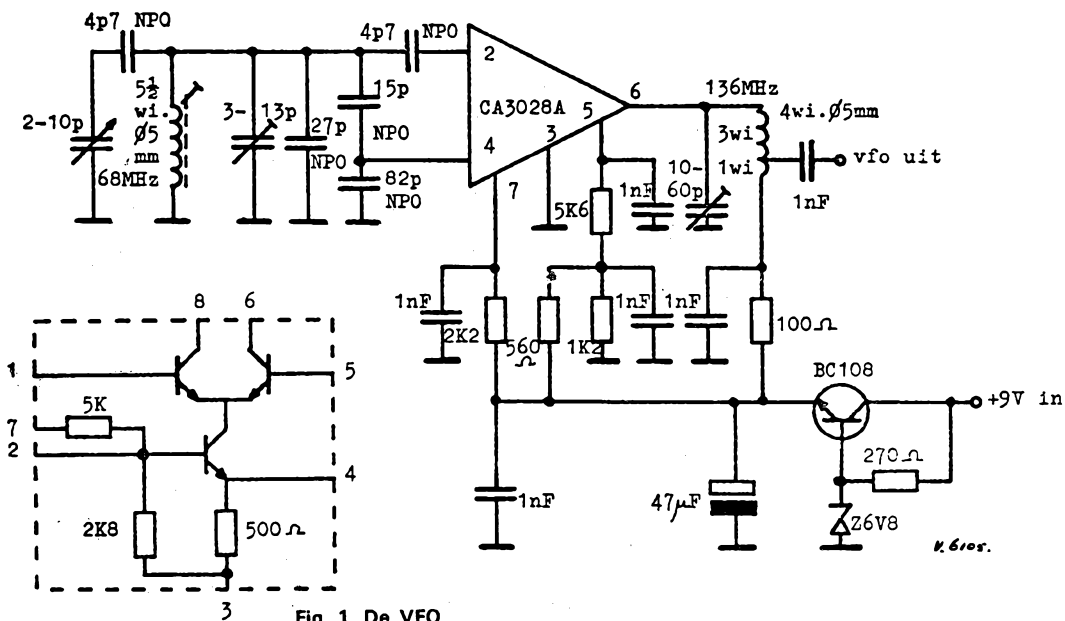 4p7 NPO
4p7 NPO
2-10p
5½
wi.
Ø5
mm
68MHz
3-13p
27p
NPO
15p
NPO
82p
NPO
2
4
CA3028A
3
5
6
7
136MHz
4wi.Ø5mm
3wi
1wi
vfo uit
1nF
10-
60p
1nF
5K6
1nF
2K2
560
Ω
1K2
1nF
1nF
100Ω
BC108
+9V in
270Ω
Z6V8
1nF
47µF
V.6105.
8 6
1
5
5K
7
2
4
2K8
500Ω
3
Fig. 1. De VFO